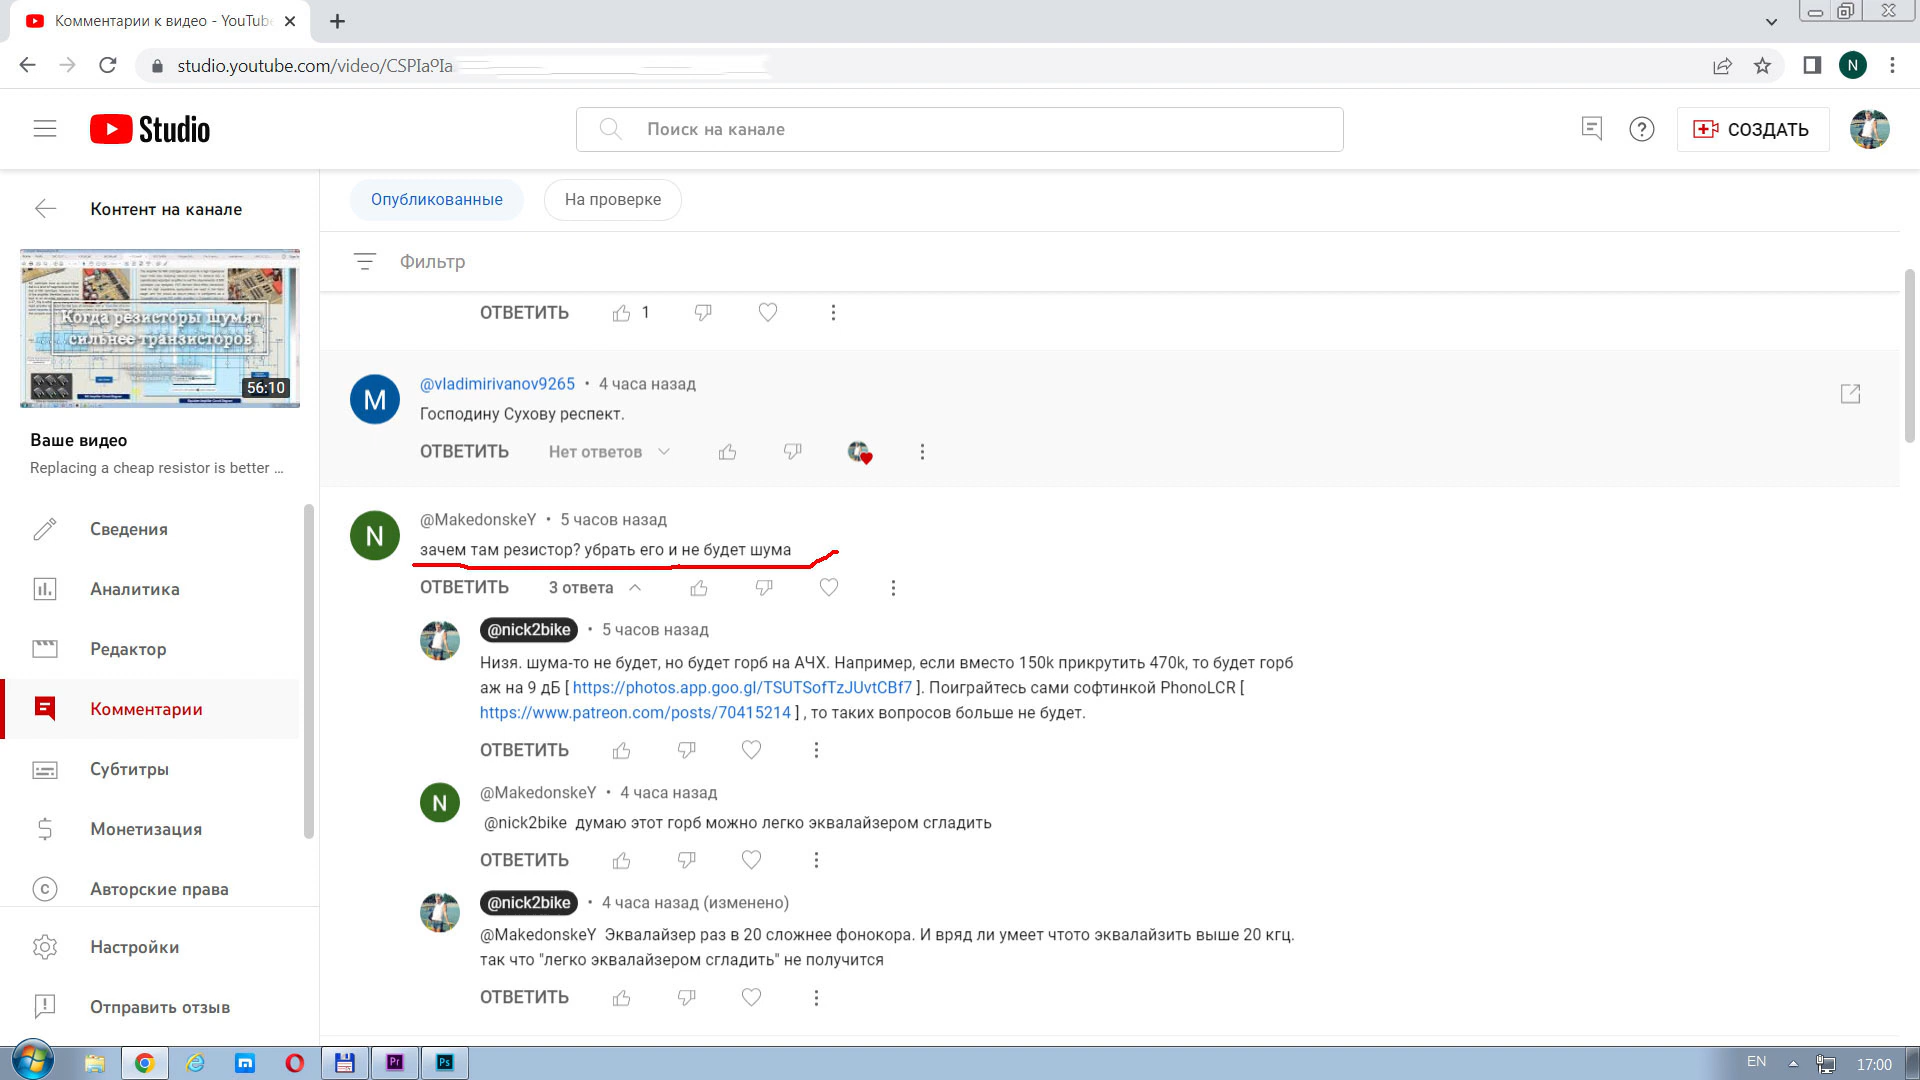 Комментарии к видео - YouTube
studio.youtube.com/video/CSPIa
Studio
Поиск на канале
СОЗДАТЬ
Контент на канале
Опубликованные
На проверке
Фильтр
Когда резисторы шумят
сильнее транзисторов
56:10
Ваше видео
Replacing a cheap resistor is better ...
Сведения
Аналитика
Редактор
Комментарии
Субтитры
Монетизация
Авторские права
Настройки
Отправить отзыв
ОТВЕТИТЬ 1
M
@vladimirivanov9265 • 4 часа назад
Господину Сухову респект.
ОТВЕТИТЬ Нет ответов
N
@MakedonskeY • 5 часов назад
зачем там резистор? убрать его и не будет шума
ОТВЕТИТЬ 3 ответа
@nick2bike • 5 часов назад
Низя. шума-то не будет, но будет горб на АЧХ. Например, если вместо 150k прикрутить 470k, то будет горб
аж на 9 дБ [ https://photos.app.goo.gl/TSUTSofTzJUvtCBf7 ]. Поиграйтесь сами софтинкой PhonoLCR [
https://www.patreon.com/posts/70415214 ] , то таких вопросов больше не будет.
ОТВЕТИТЬ
N
@MakedonskeY • 4 часа назад
@nick2bike думаю этот горб можно легко эквалайзером сгладить
ОТВЕТИТЬ
@nick2bike • 4 часа назад (изменено)
@MakedonskeY Эквалайзер раз в 20 сложнее фонокора. И вряд ли умеет чтото эквалайзить выше 20 кгц.
так что "легко эквалайзером сгладить" не получится
ОТВЕТИТЬ
N
Pr
Ps
EN
17:00